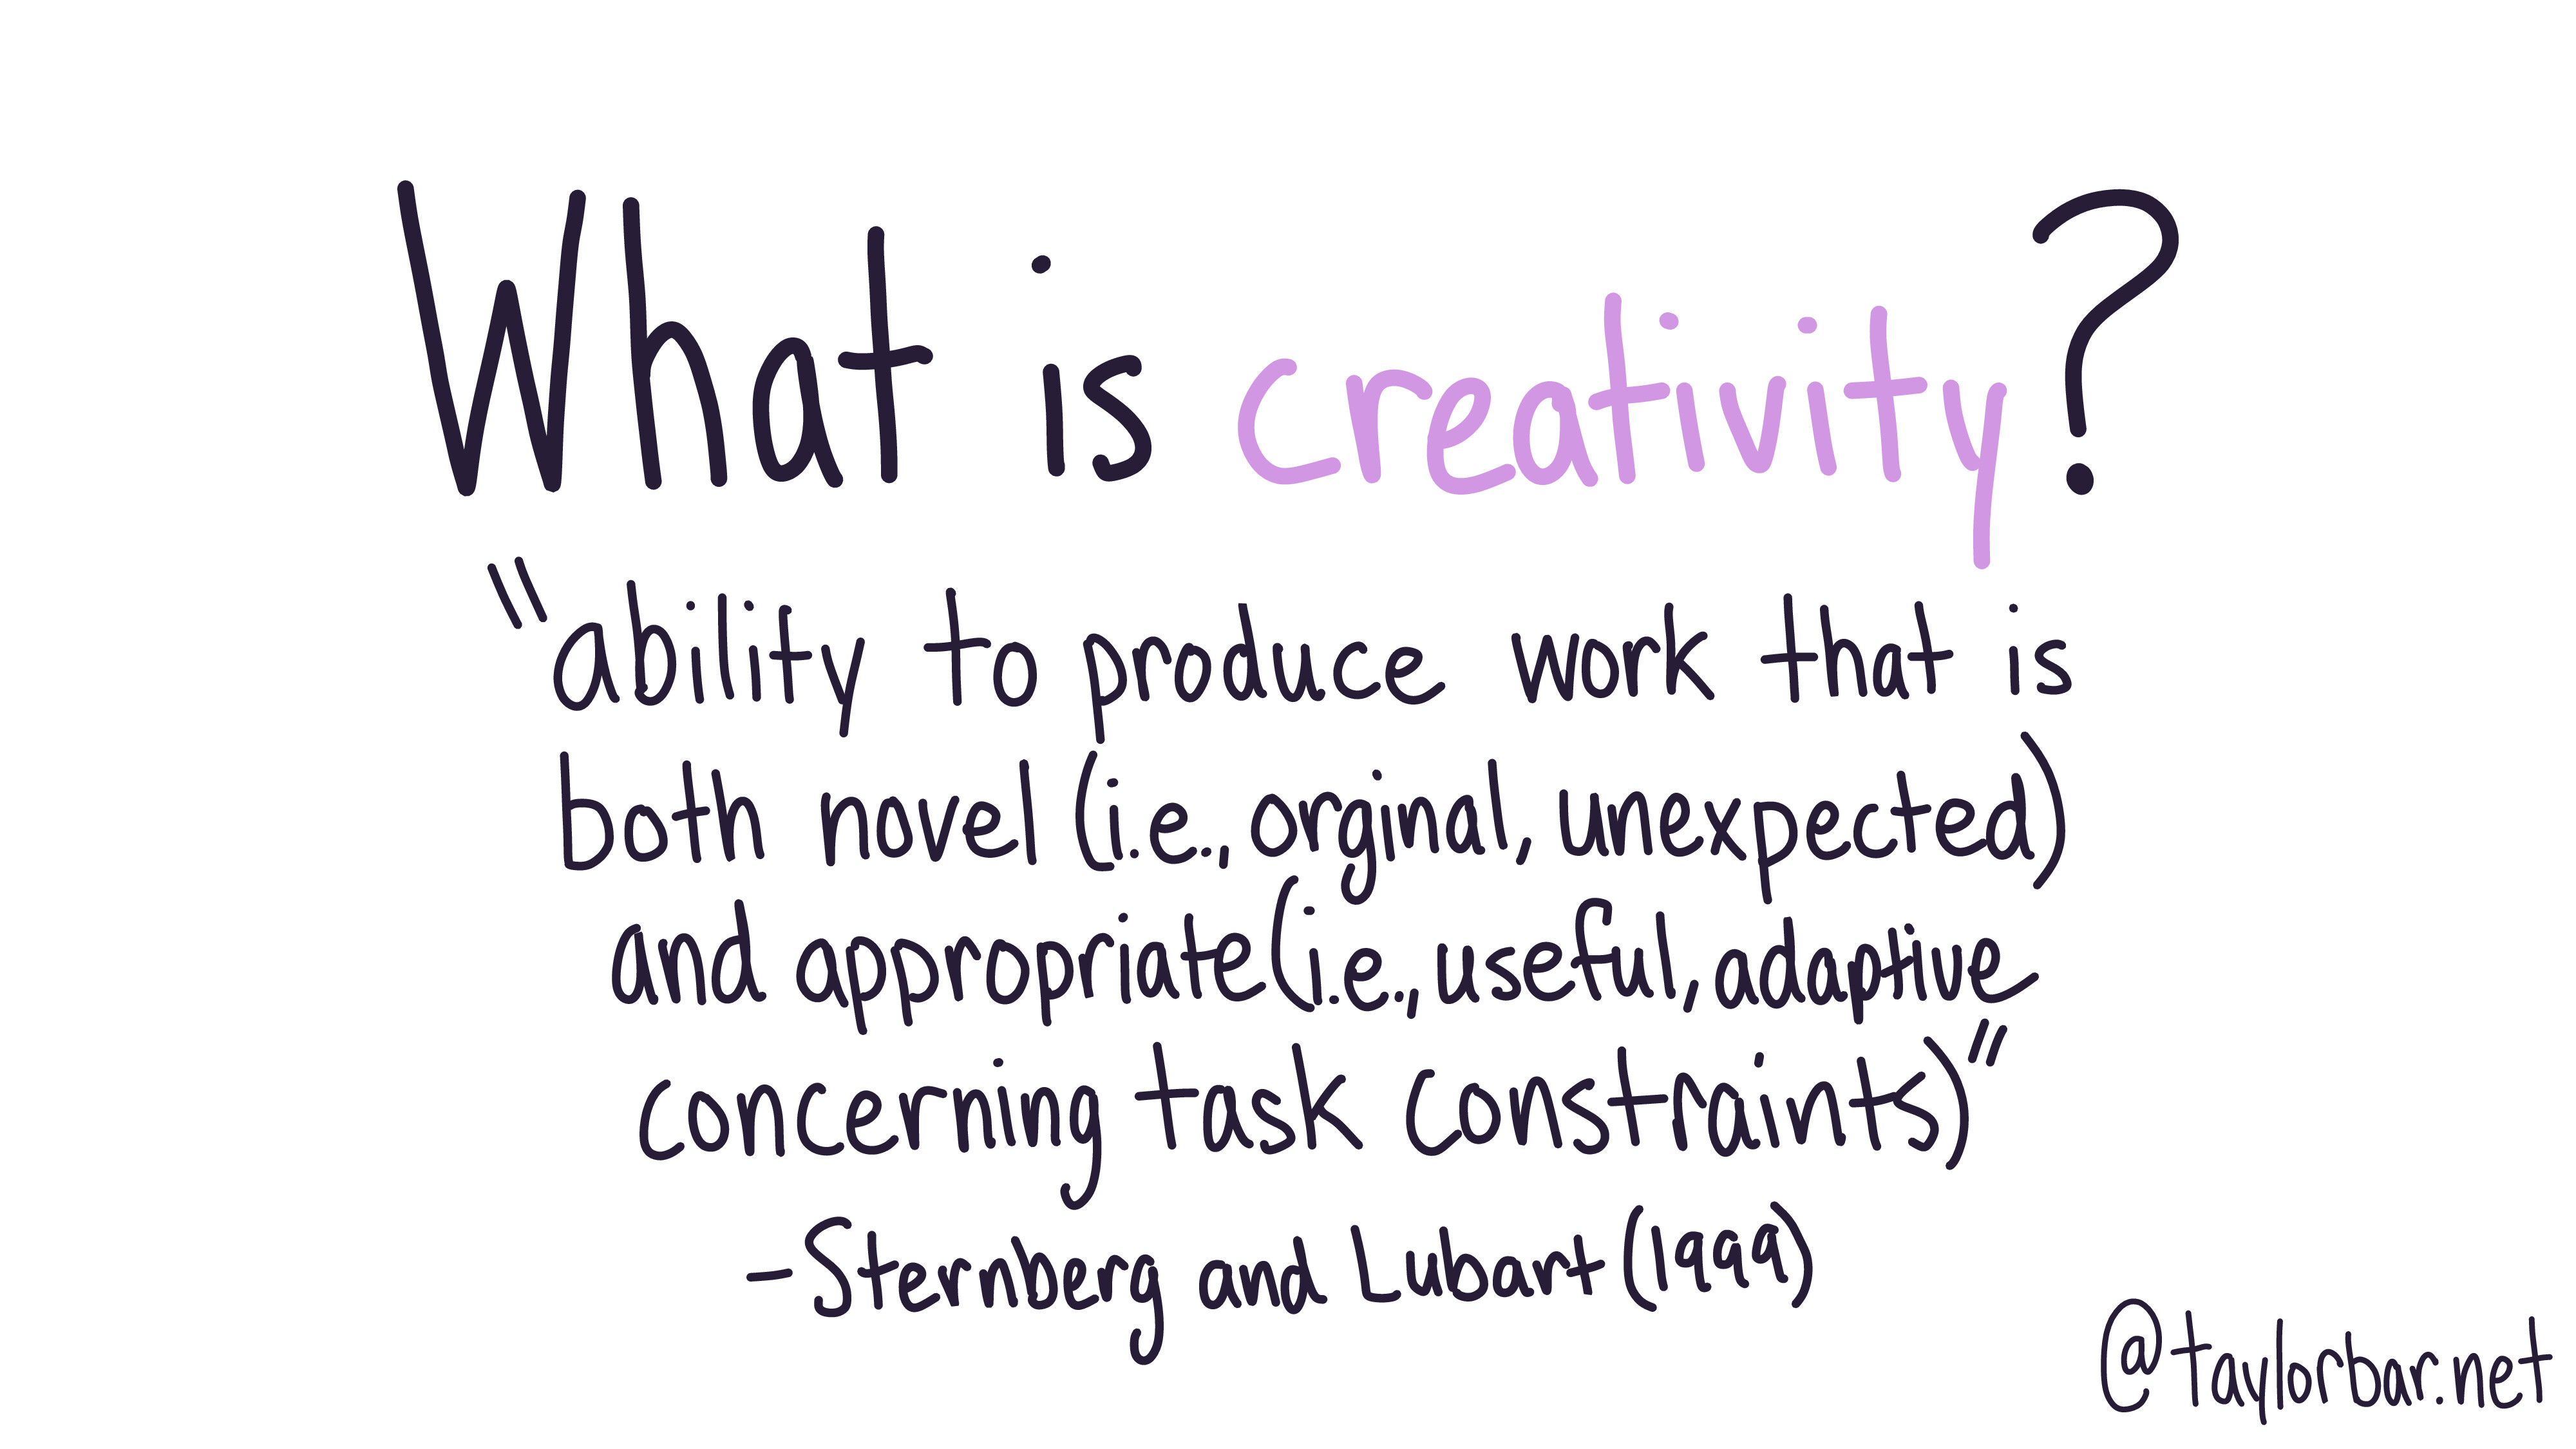 What is creativity?
"ability to produce work that is
both novel (i.e., orginal, unexpected)
and appropriate (i.e., useful, adaptive
concerning task constraints)"
-Sternberg and Lubart (1999)
@taylorbar.net